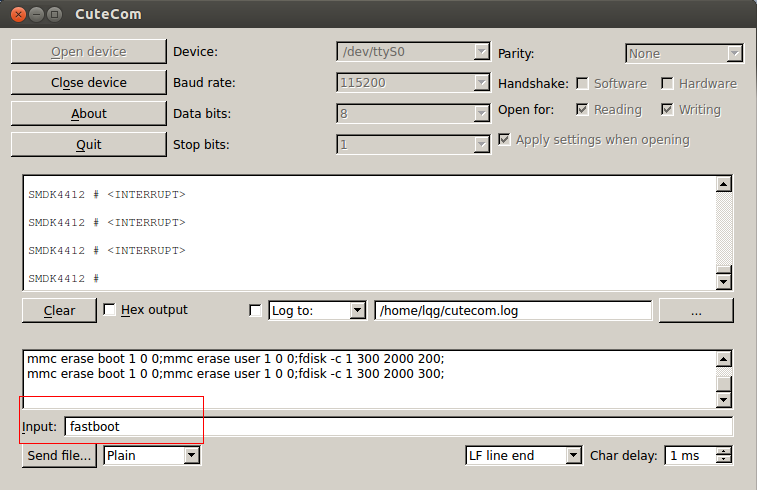 CuteCom
Open device
Device:
/dev/ttyS0
Parity:
None
Close device
Baud rate:
115200
Handshake:
Software
Hardware
About
Data bits:
8
Open for:
Reading
Writing
Quit
Stop bits:
1
Apply settings when opening
SMDK4412 # <INTERRUPT>
SMDK4412 # <INTERRUPT>
SMDK4412 # <INTERRUPT>
SMDK4412 #
Clear
Hex output
Log to:
/home/lqg/cutecom.log
...
mmc erase boot 1 0 0;mmc erase user 1 0 0;fdisk -c 1 300 2000 200;
mmc erase boot 1 0 0;mmc erase user 1 0 0;fdisk -c 1 300 2000 300;
Input:
fastboot
Send file...
Plain
LF line end
Char delay:
1 ms